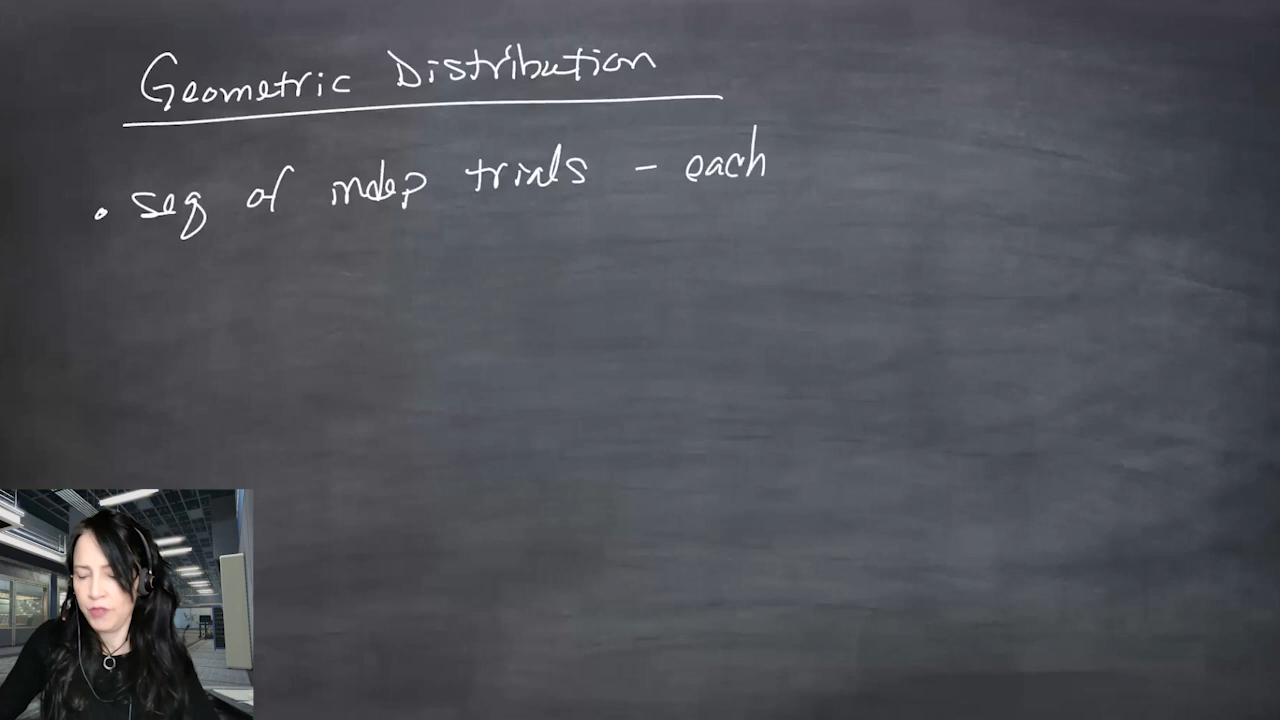 Geometric Distribution
• seq of indep trials – each